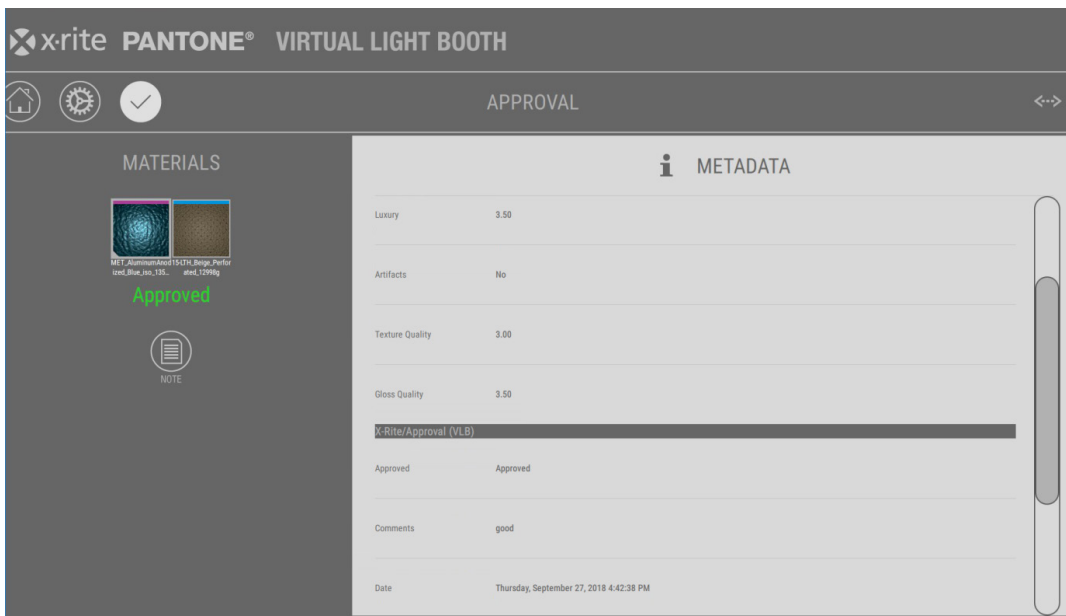 x·rite PANTONE® VIRTUAL LIGHT BOOTH
APPROVAL
MATERIALS
MET_AluminumAnod
ized_Blue_iso_135...
15-LTH_Beige_Perfor
ated_12998g
Approved
NOTE
i METADATA
Luxury 3.50
Artifacts No
Texture Quality 3.00
Gloss Quality 3.50
X-Rite/Approval (VLB)
Approved Approved
Comments good
Date Thursday, September 27, 2018 4:42:38 PM